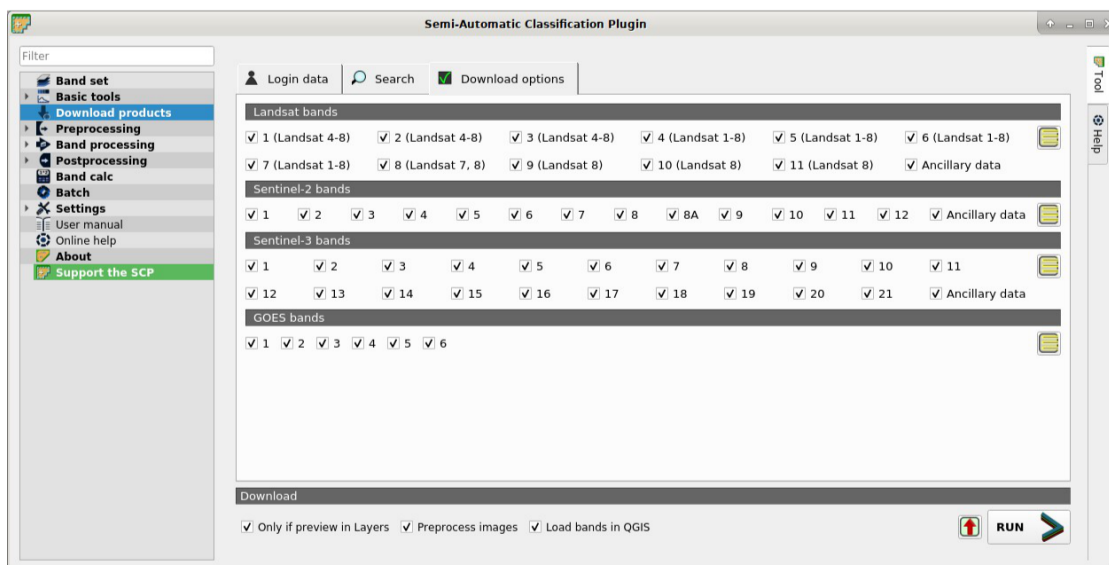 Semi-Automatic Classification Plugin
Filter
Band set
Basic tools
Download products
Preprocessing
Band processing
Postprocessing
Band calc
Batch
Settings
User manual
Online help
About
Support the SCP
Login data Search Download options
Landsat bands
1 (Landsat 4-8) 2 (Landsat 4-8) 3 (Landsat 4-8) 4 (Landsat 1-8) 5 (Landsat 1-8) 6 (Landsat 1-8)
7 (Landsat 1-8) 8 (Landsat 7, 8) 9 (Landsat 8) 10 (Landsat 8) 11 (Landsat 8) Ancillary data
Sentinel-2 bands
1 2 3 4 5 6 7 8 8A 9 10 11 12 Ancillary data
Sentinel-3 bands
1 2 3 4 5 6 7 8 9 10 11
12 13 14 15 16 17 18 19 20 21 Ancillary data
GOES bands
1 2 3 4 5 6
Download
Only if preview in Layers Preprocess images Load bands in QGIS RUN
Tool
Help